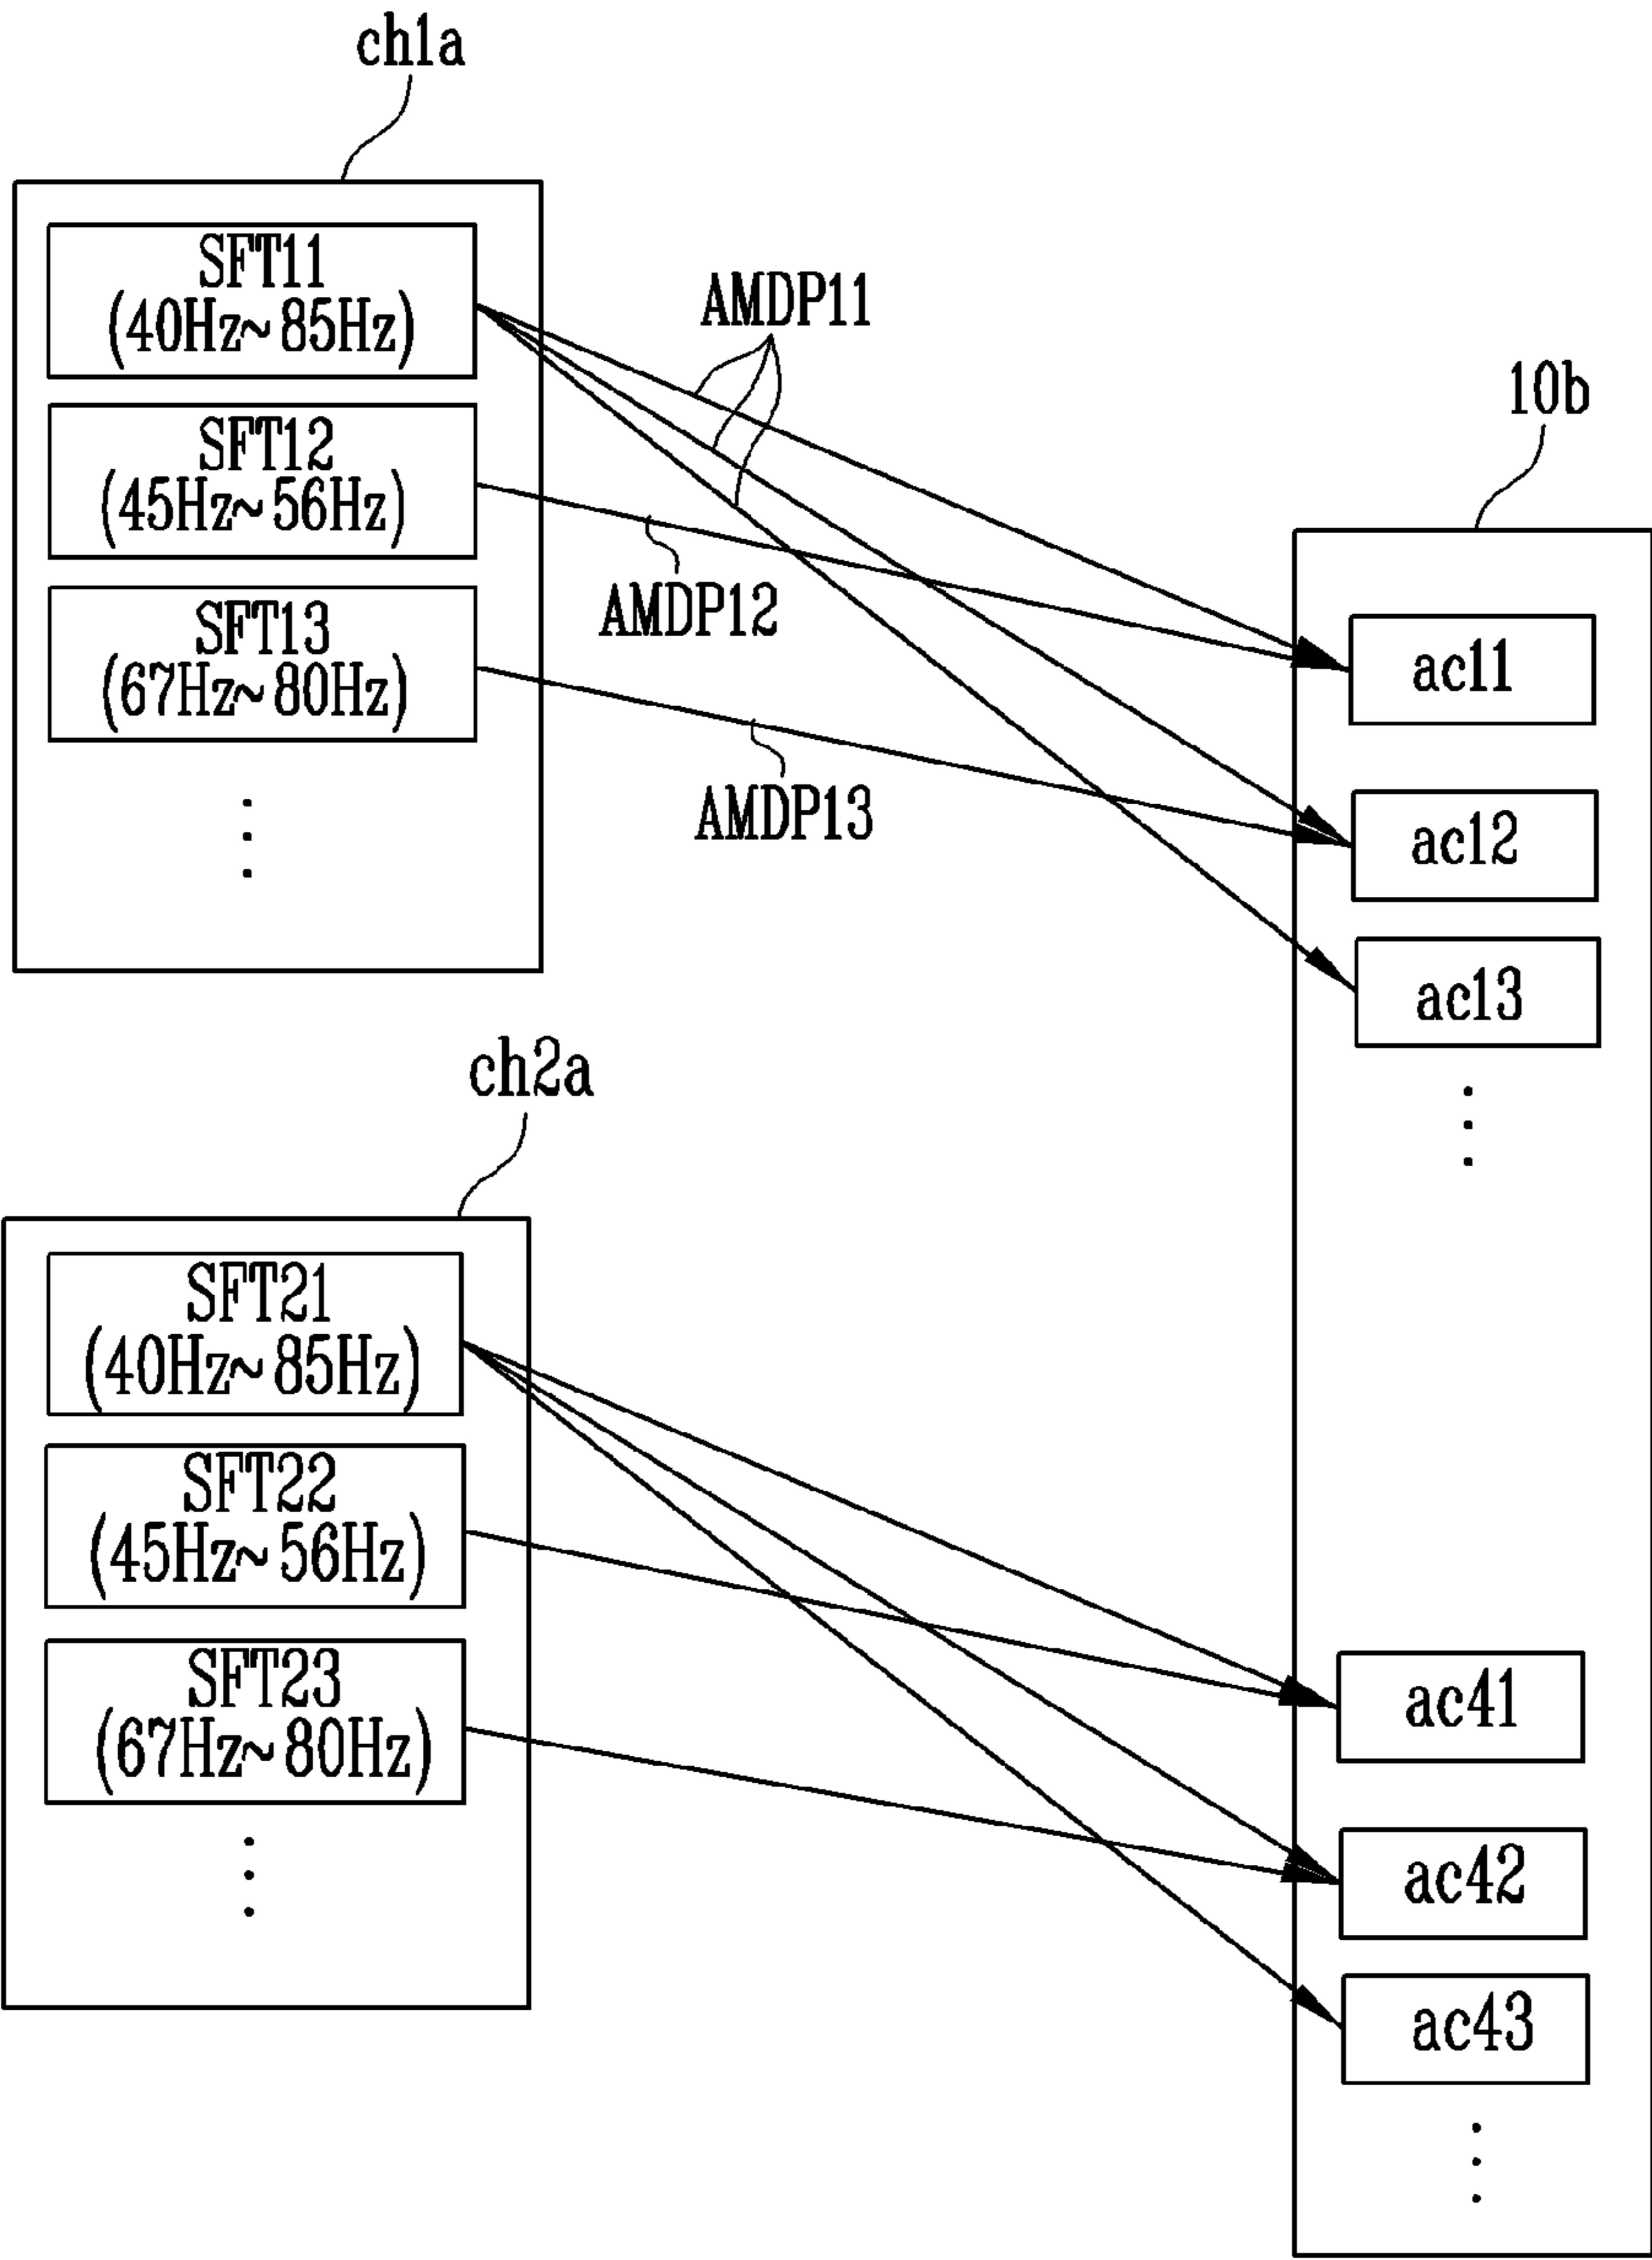 ch1a
SFT11
(40Hz~85Hz)
SFT12
(45Hz~56Hz)
SFT13
(67Hz~80Hz)
AMDP11
AMDP12
AMDP13
10b
ac11
ac12
ac13
ch2a
SFT21
(40Hz~85Hz)
SFT22
(45Hz~56Hz)
SFT23
(67Hz~80Hz)
ac41
ac42
ac43